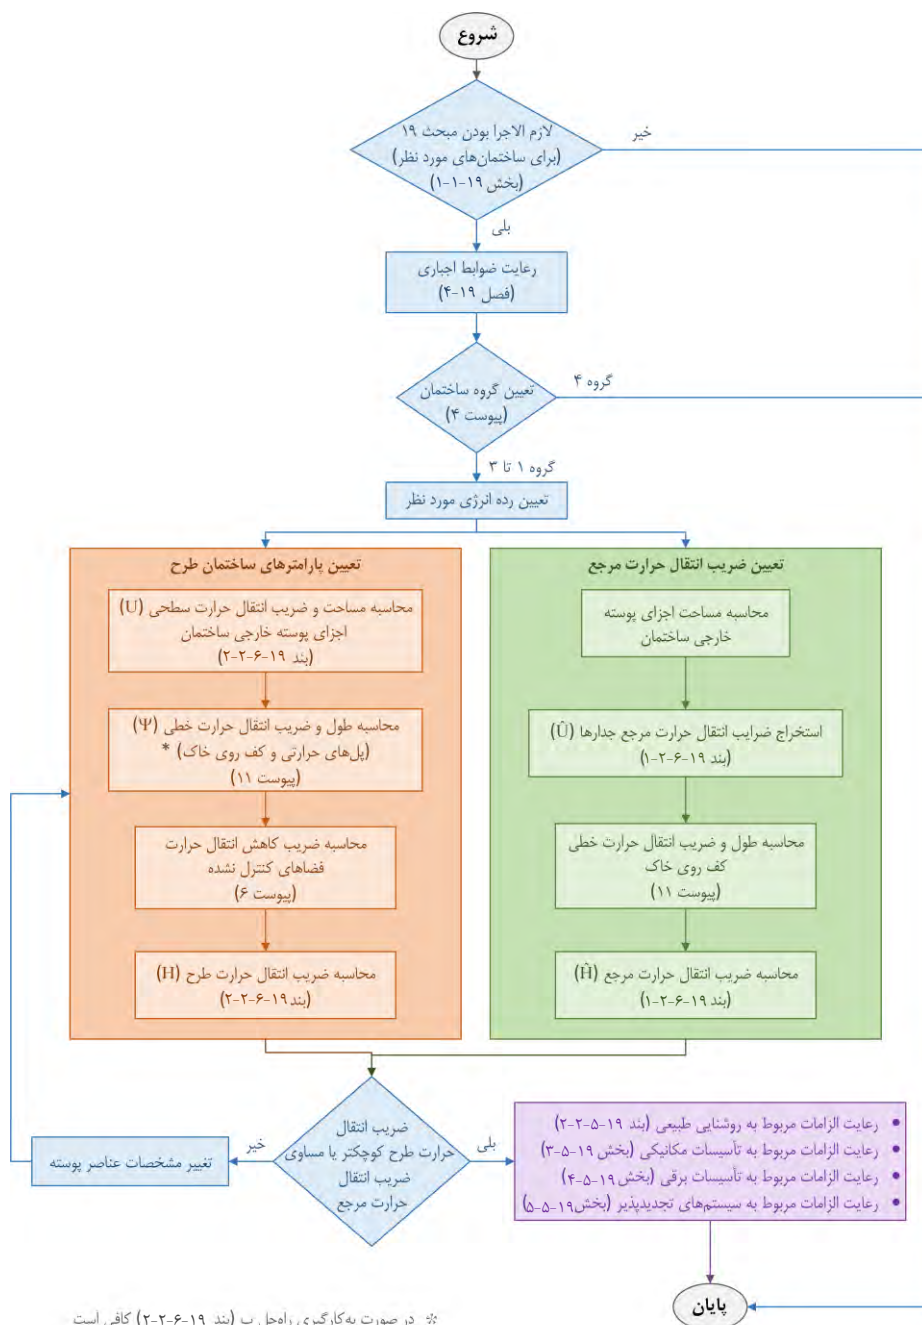 شروع
لازم الاجرا بودن مبحث ۱۹
(برای ساختمان‌های مورد نظر)
(بخش ۱۹-۱-۱)
خیر
بلی
رعایت ضوابط اجباری
(فصل ۱۹-۴)
تعیین گروه ساختمان
(پیوست ۴)
گروه ۴
گروه ۱ تا ۳
تعیین رده انرژی مورد نظر
تعیین ضریب انتقال حرارت مرجع
محاسبه مساحت اجزای پوسته
خارجی ساختمان
استخراج ضرایب انتقال حرارت مرجع جدارها (Û)
(بند ۱۹-۶-۲-۱)
محاسبه طول و ضریب انتقال حرارت خطی
کف روی خاک
(پیوست ۱۱)
محاسبه ضریب انتقال حرارت مرجع (Ĥ)
(بند ۱۹-۶-۲-۱)
تعیین پارامترهای ساختمان طرح
محاسبه مساحت و ضریب انتقال حرارت سطحی (U)
اجزای پوسته خارجی ساختمان
(بند ۱۹-۶-۲-۲)
محاسبه طول و ضریب انتقال حرارت خطی (Ψ)
(پل‌های حرارتی و کف روی خاک) *
(پیوست ۱۱)
محاسبه ضریب کاهش انتقال حرارت
فضاهای کنترل نشده
(پیوست ۶)
محاسبه ضریب انتقال حرارت طرح (H)
(بند ۱۹-۶-۲-۲)
ضریب انتقال
حرارت طرح کوچکتر یا مساوی
ضریب انتقال
حرارت مرجع
بلی
خیر
تغییر مشخصات عناصر پوسته
• رعایت الزامات مربوط به روشنایی طبیعی (بند ۱۹-۵-۲-۲)
• رعایت الزامات مربوط به تأسیسات مکانیکی (بخش ۱۹-۵-۳)
• رعایت الزامات مربوط به تأسیسات برقی (بخش ۱۹-۵-۴)
• رعایت الزامات مربوط به سیستم‌های تجدیدپذیر (بخش۱۹-۵-۵)
پایان
* در صورت به‌کارگیری راه‌حل ب (بند ۱۹-۶-۲-۲) کافی است